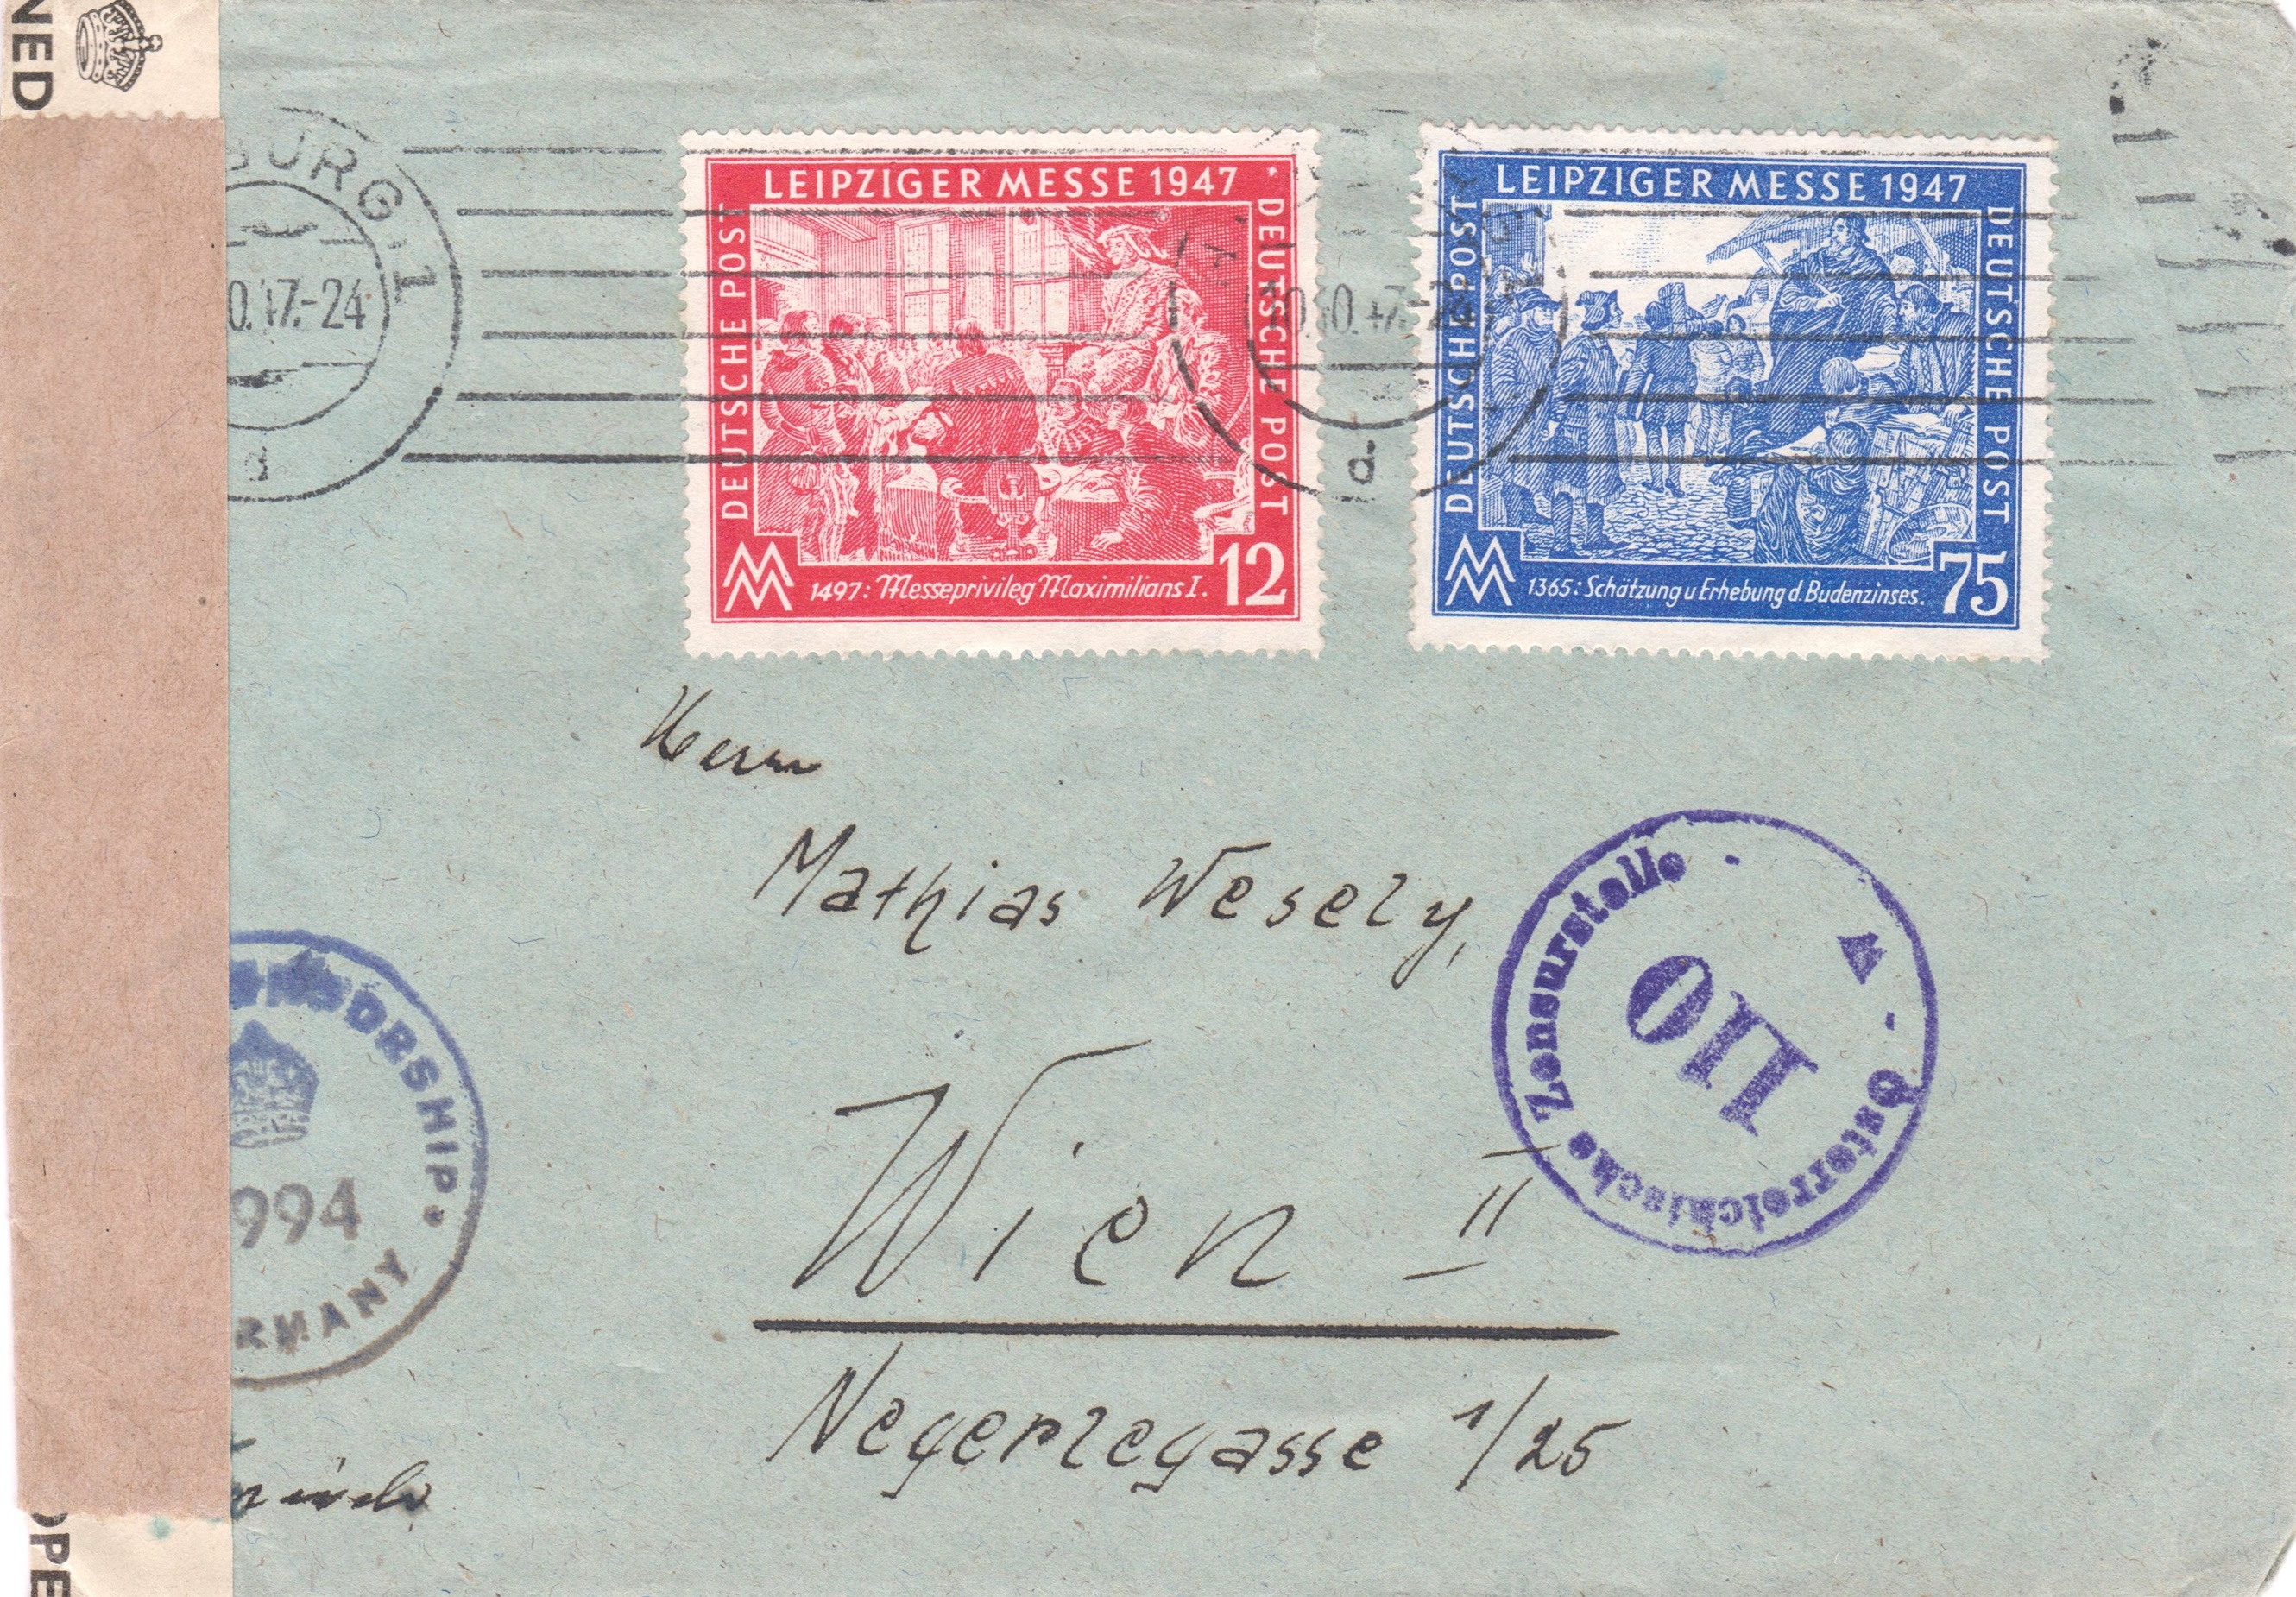 NED
BURG·1
0.47.-24
LEIPZIGER MESSE 1947
DEUTSCHE POST
DEUTSCHE POST
1497: Messeprivileg Maximilians I.
12
d
LEIPZIGER MESSE 1947
DEUTSCHE POST
DEUTSCHE POST
1365: Schätzung u Erhebung d. Budenzinses.
75
Herrn
Mathias Wesely,
Wien II
Negerlegasse 1/25
Österreichische Zensurstelle
NSORSHIP
994
RMANY
OPE